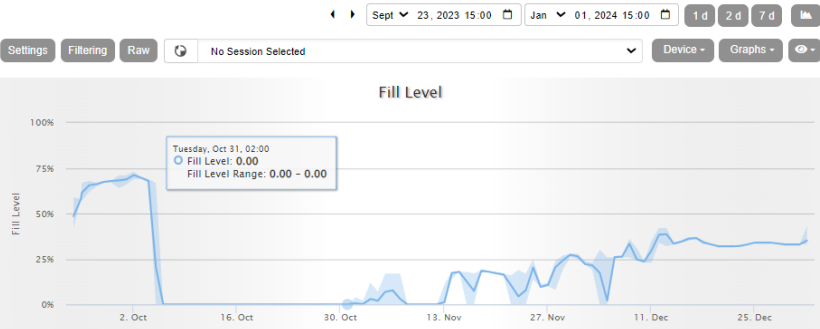 Sept 23, 2023 15:00 Jan 01, 2024 15:00 1 d 2 d 7 d
Settings Filtering Raw No Session Selected Device Graphs
Fill Level
100%
Tuesday, Oct 31, 02:00
Fill Level: 0.00
Fill Level Range: 0.00 - 0.00
75%
50%
25%
0%
Fill Level
2. Oct 16. Oct 30. Oct 13. Nov 27. Nov 11. Dec 25. Dec